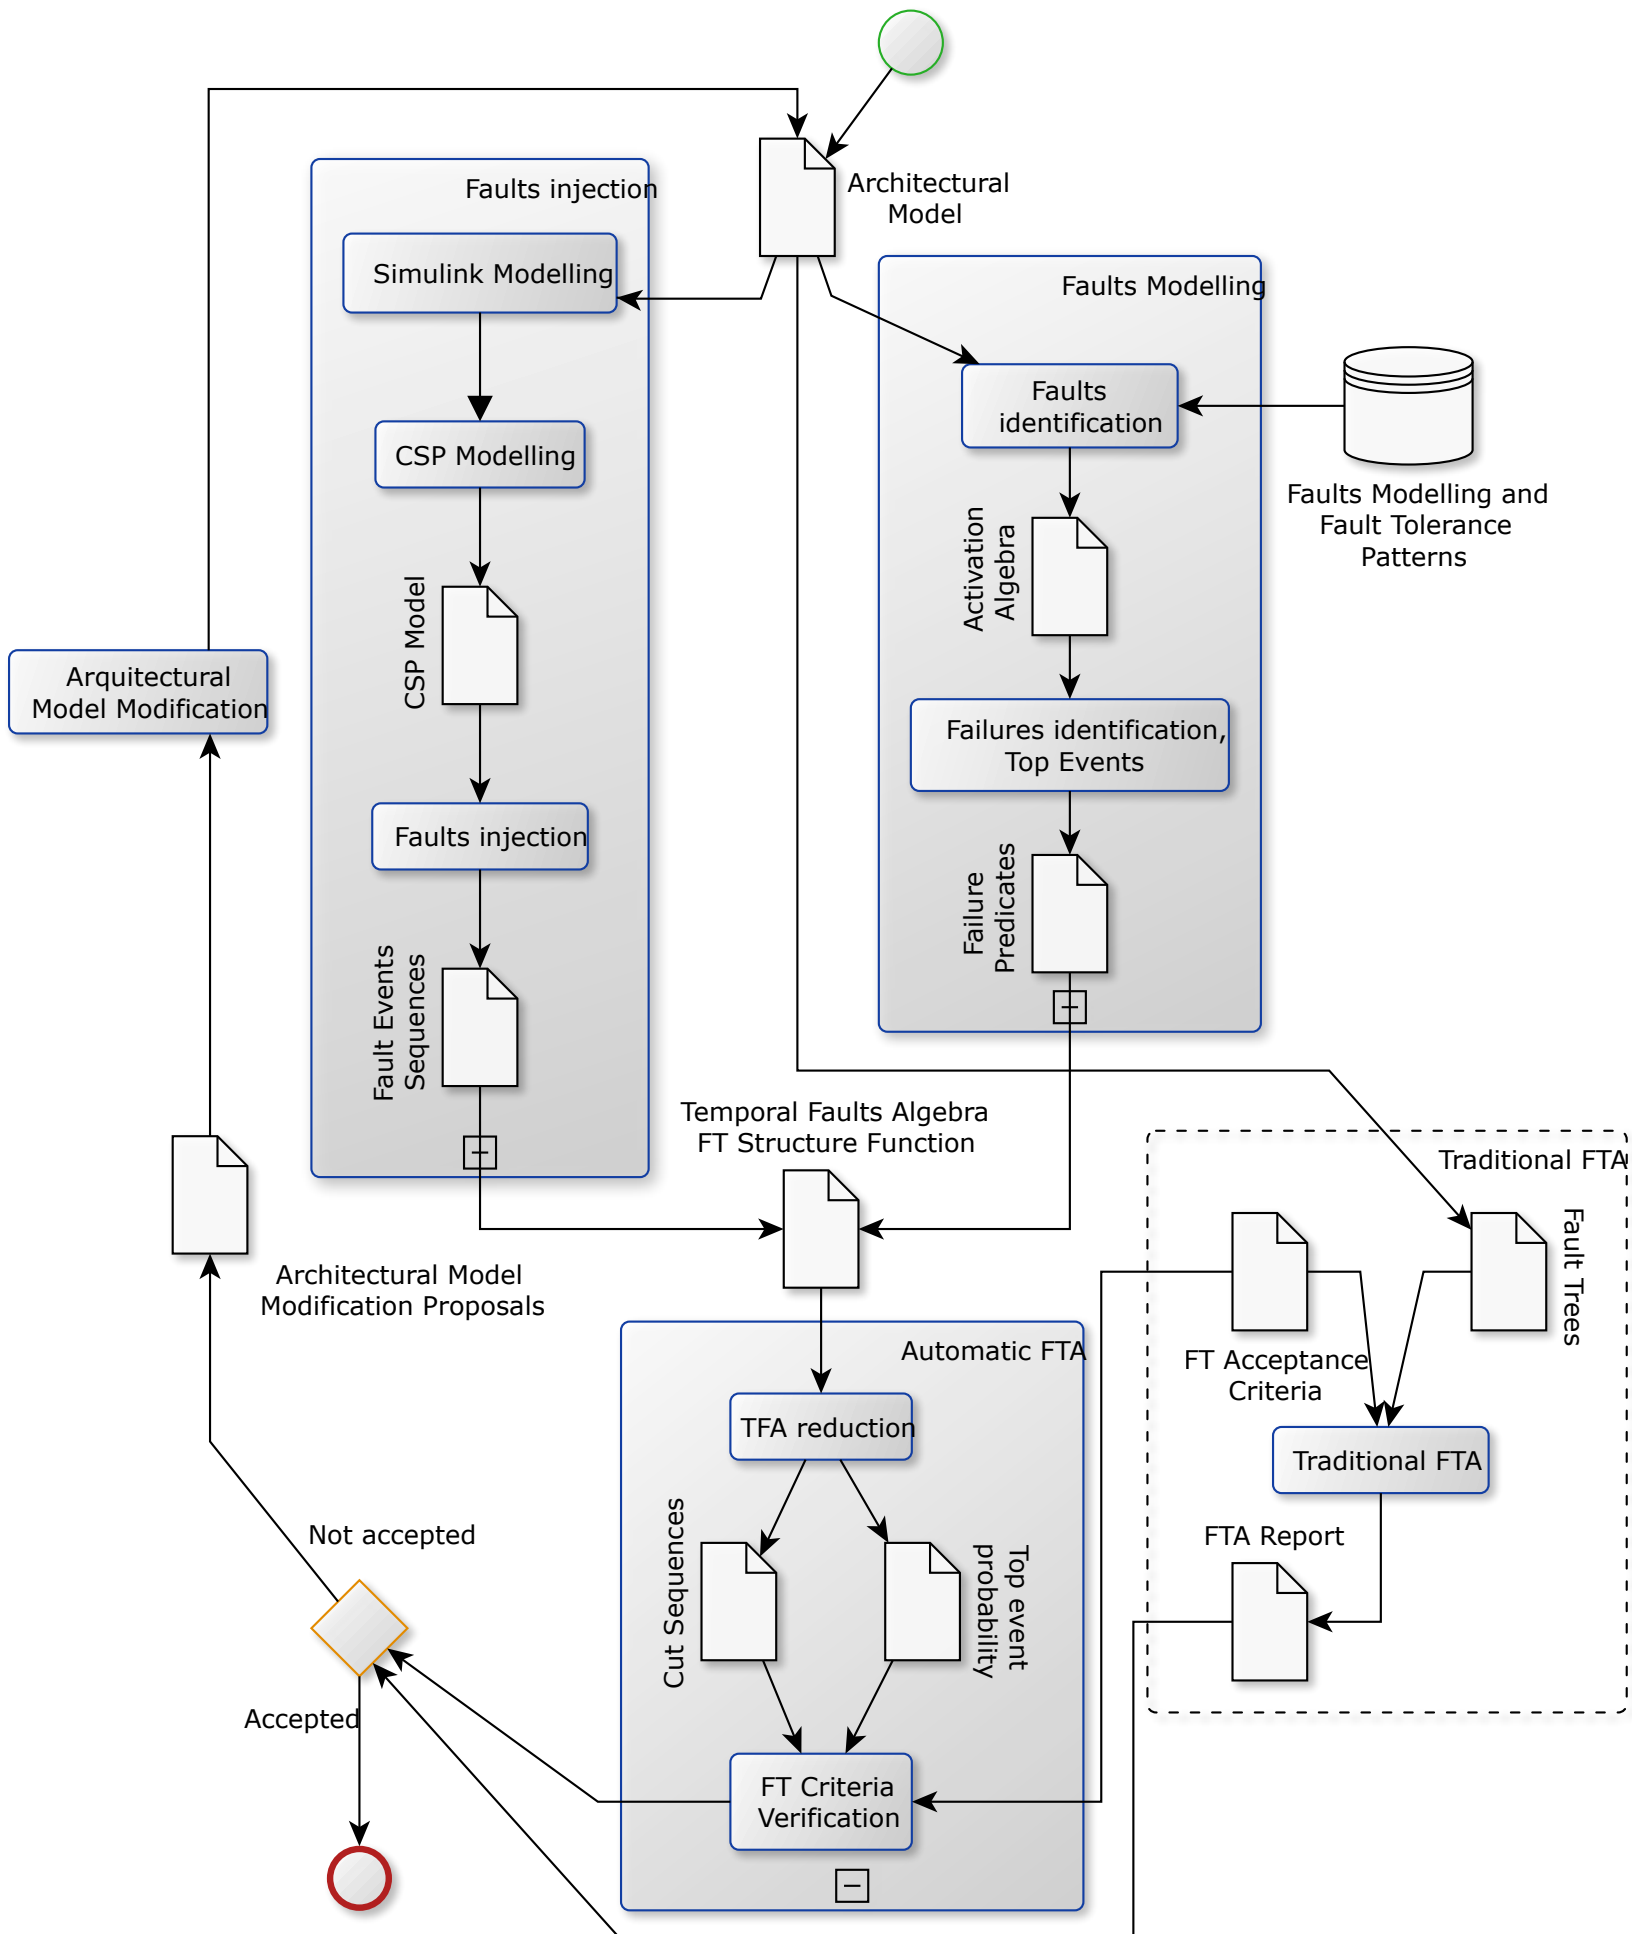 Architectural
Model
Faults injection
Simulink Modelling
CSP Modelling
CSP Model
Faults injection
Fault Events
Sequences
Faults Modelling
Faults
identification
Activation
Algebra
Failures identification,
Top Events
Failure
Predicates
Faults Modelling and
Fault Tolerance
Patterns
Arquitectural
Model Modification
Architectural Model
Modification Proposals
Temporal Faults Algebra
FT Structure Function
Traditional FTA
Fault Trees
FT Acceptance
Criteria
Traditional FTA
FTA Report
Automatic FTA
TFA reduction
Cut Sequences
Top event
probability
FT Criteria
Verification
Not accepted
Accepted